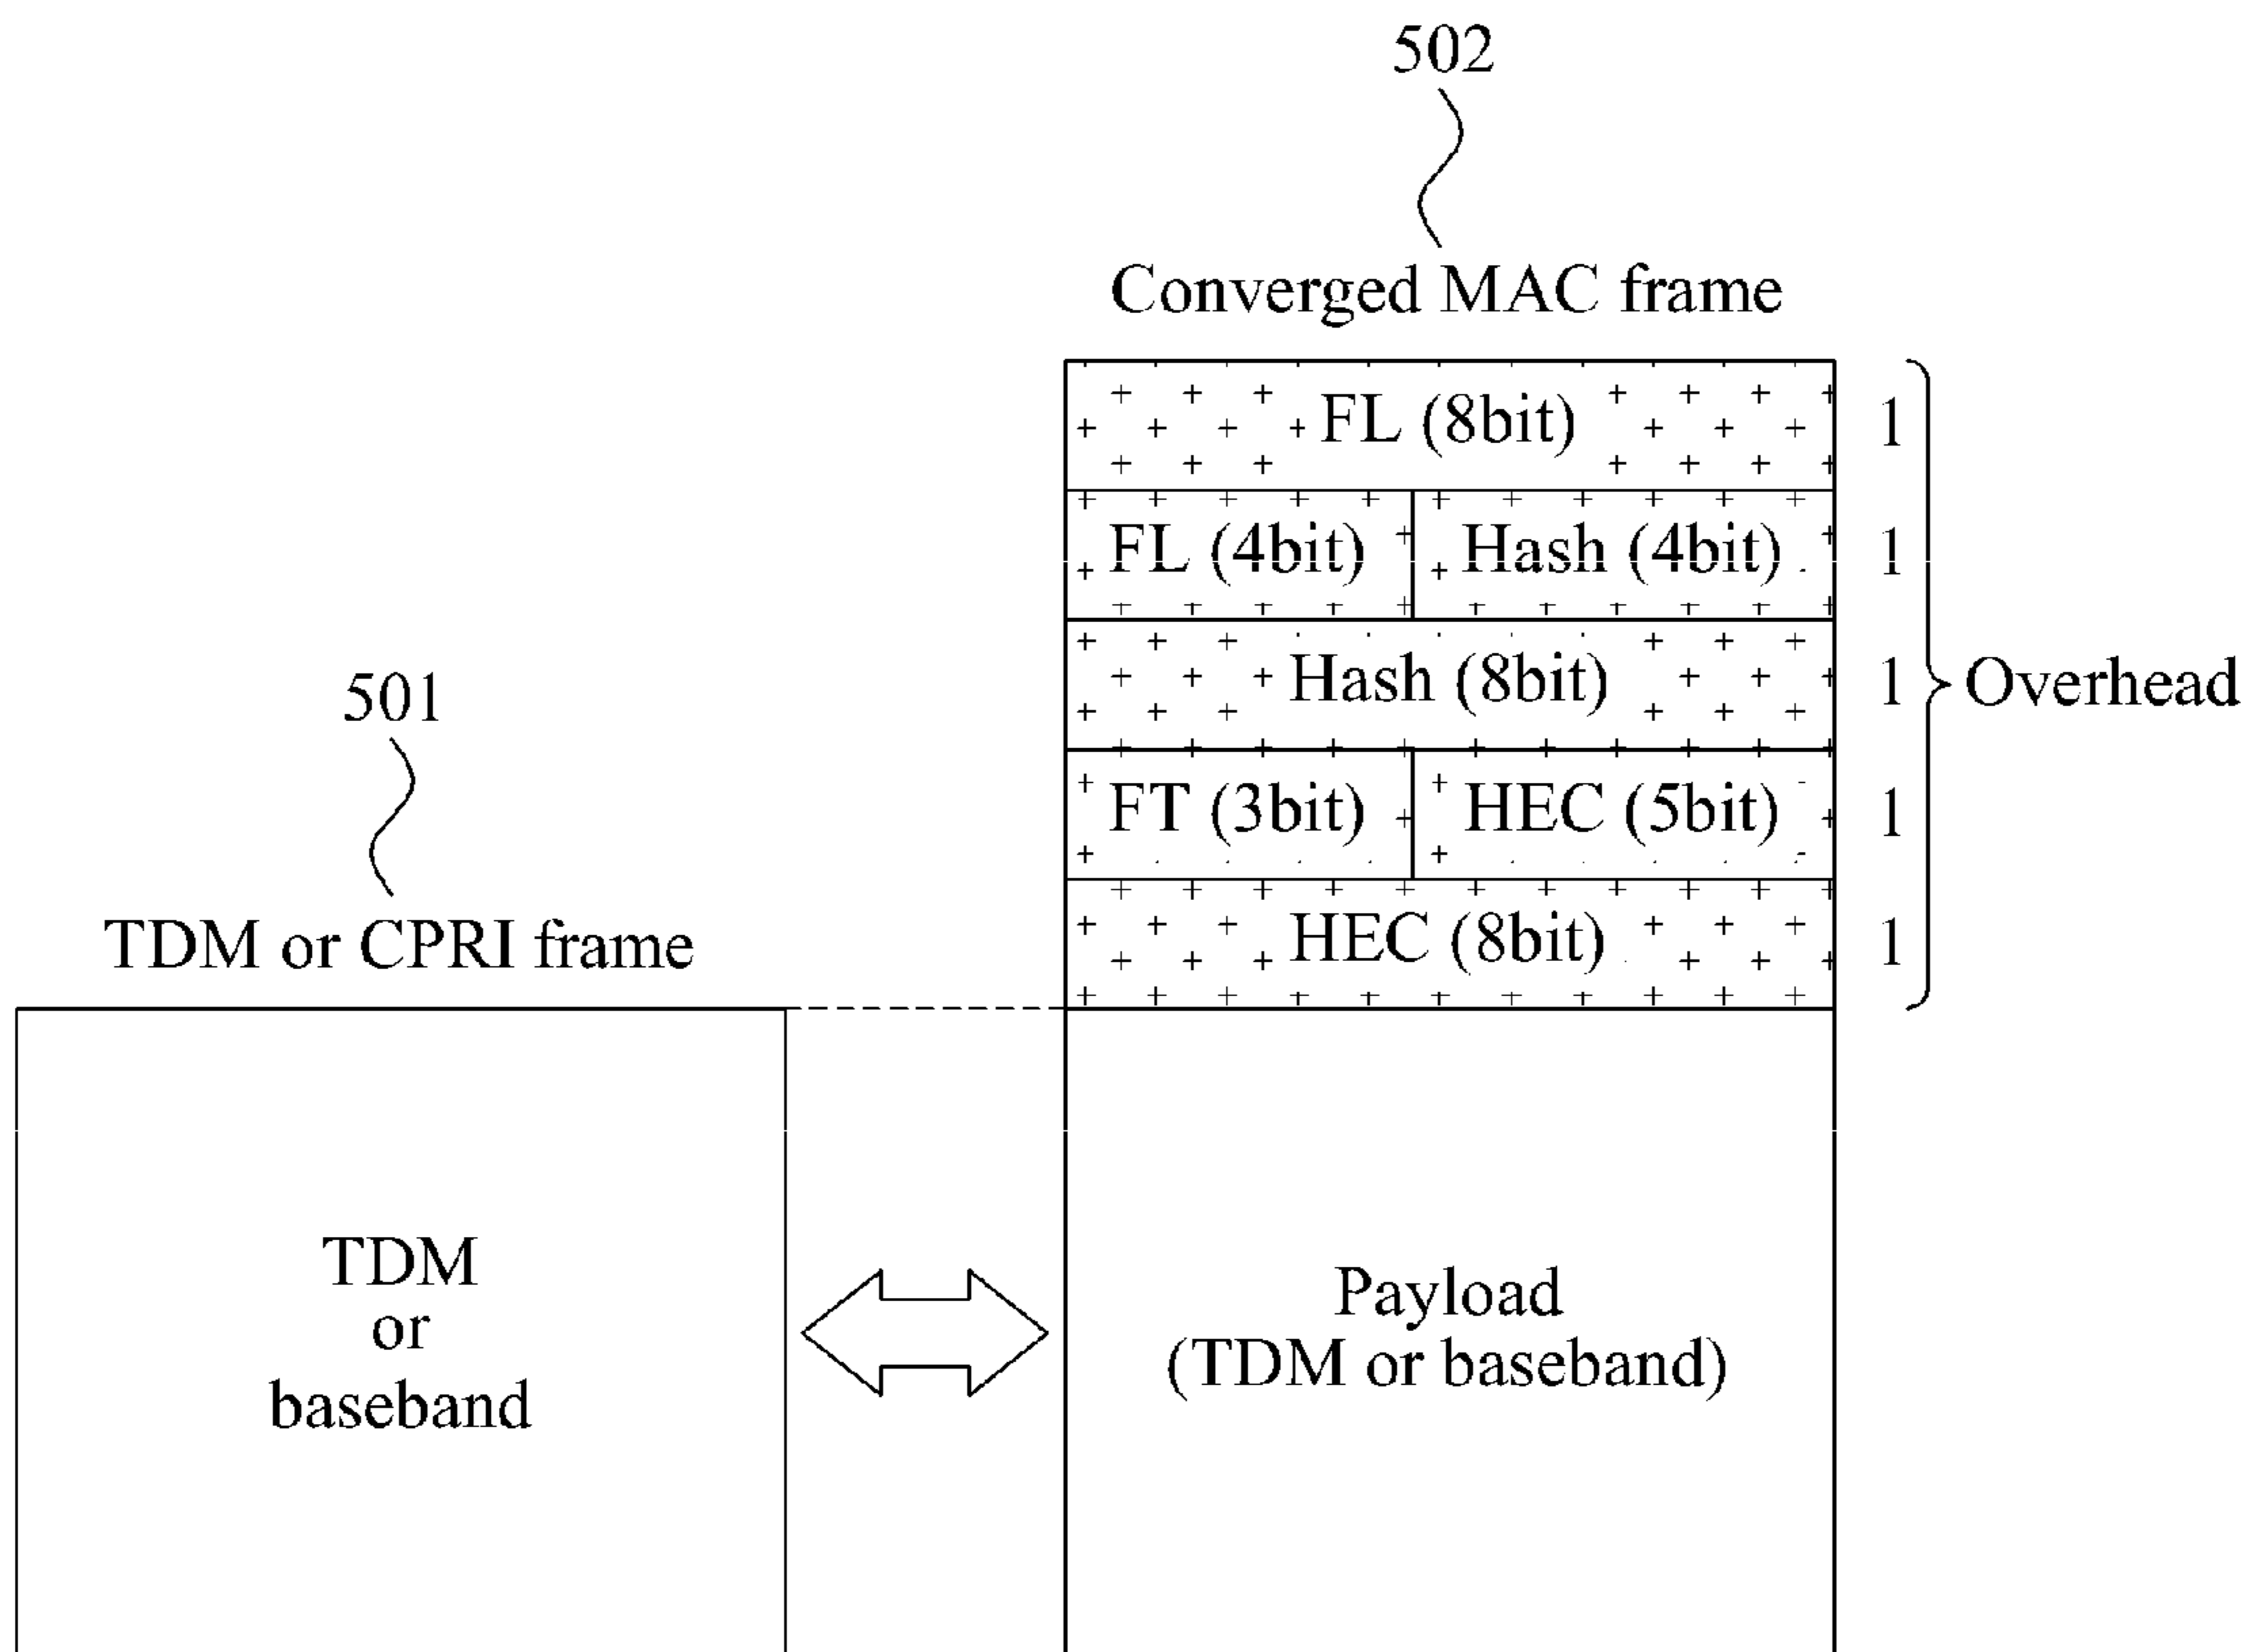 502
Converged MAC frame
FL (8bit) 1
FL (4bit) Hash (4bit) 1
Hash (8bit) 1 Overhead
FT (3bit) HEC (5bit) 1
HEC (8bit) 1
501
TDM or CPRI frame
TDM
or
baseband
Payload
(TDM or baseband)